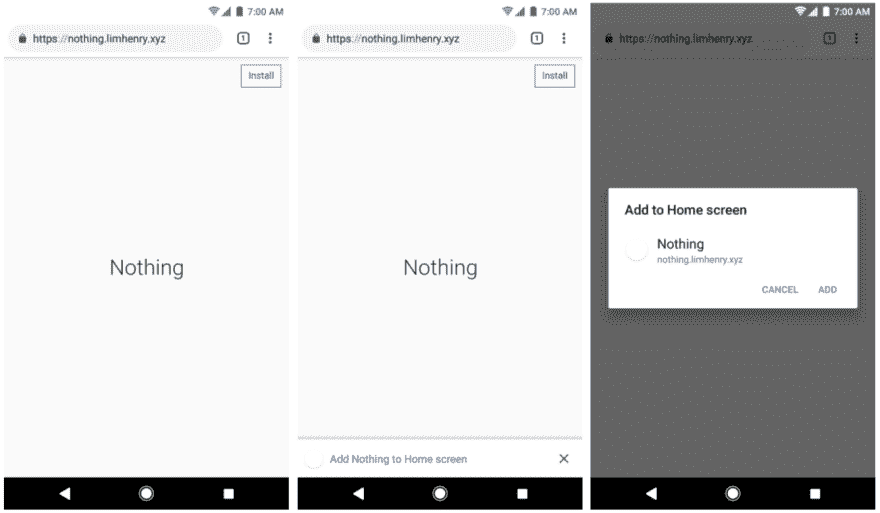 7:00 AM
https://nothing.limhenry.xyz
1
Install
Nothing
7:00 AM
https://nothing.limhenry.xyz
1
Install
Nothing
Add Nothing to Home screen
7:00 AM
https://nothing.limhenry.xyz
1
Add to Home screen
Nothing
nothing.limhenry.xyz
CANCEL ADD